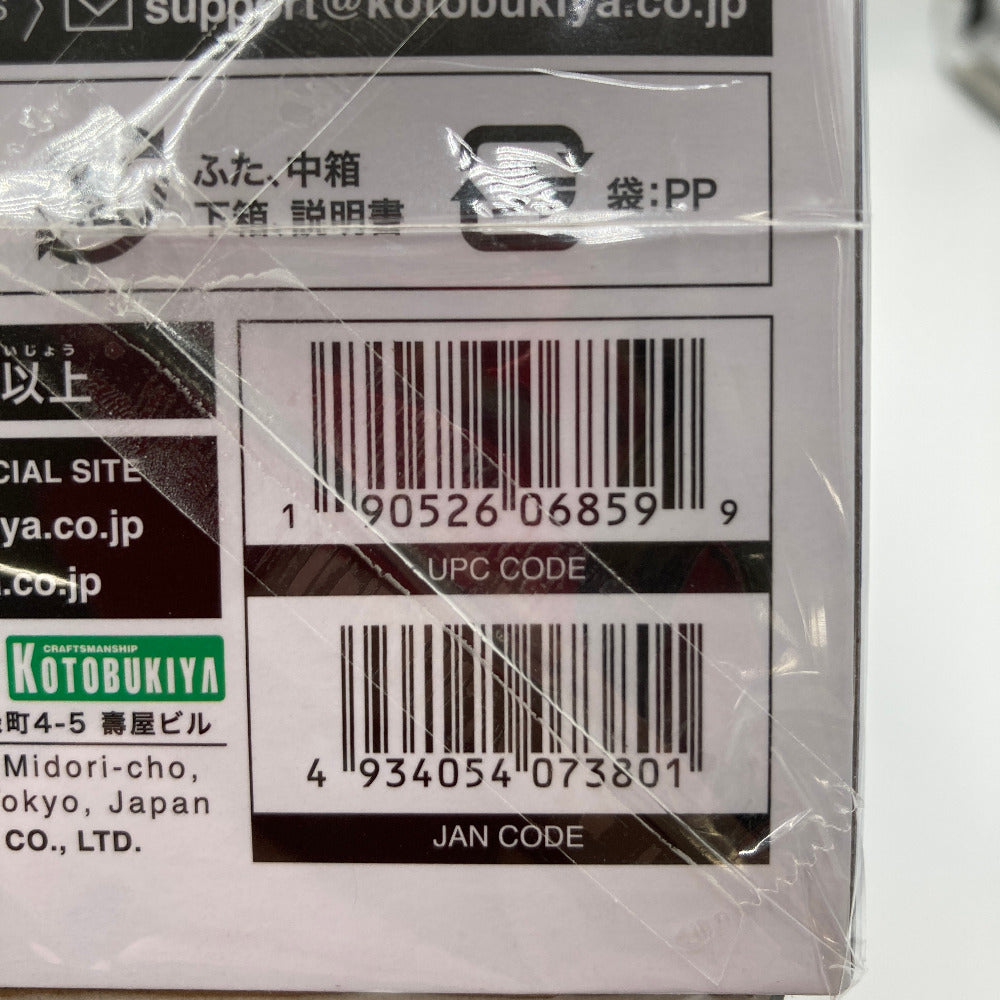 support@kotobukiya.co.jp
ふた、中箱
下箱、説明書
袋:PP
いじょう
以上
CIAL SITE
ya.co.jp
.co.jp
1 90526 06859 9
UPC CODE
CRAFTSMANSHIP
KOTOBUKIYA
町4-5 壽屋ビル
Midori-cho,
Tokyo, Japan
CO., LTD.
4 934054 073801
JAN CODE